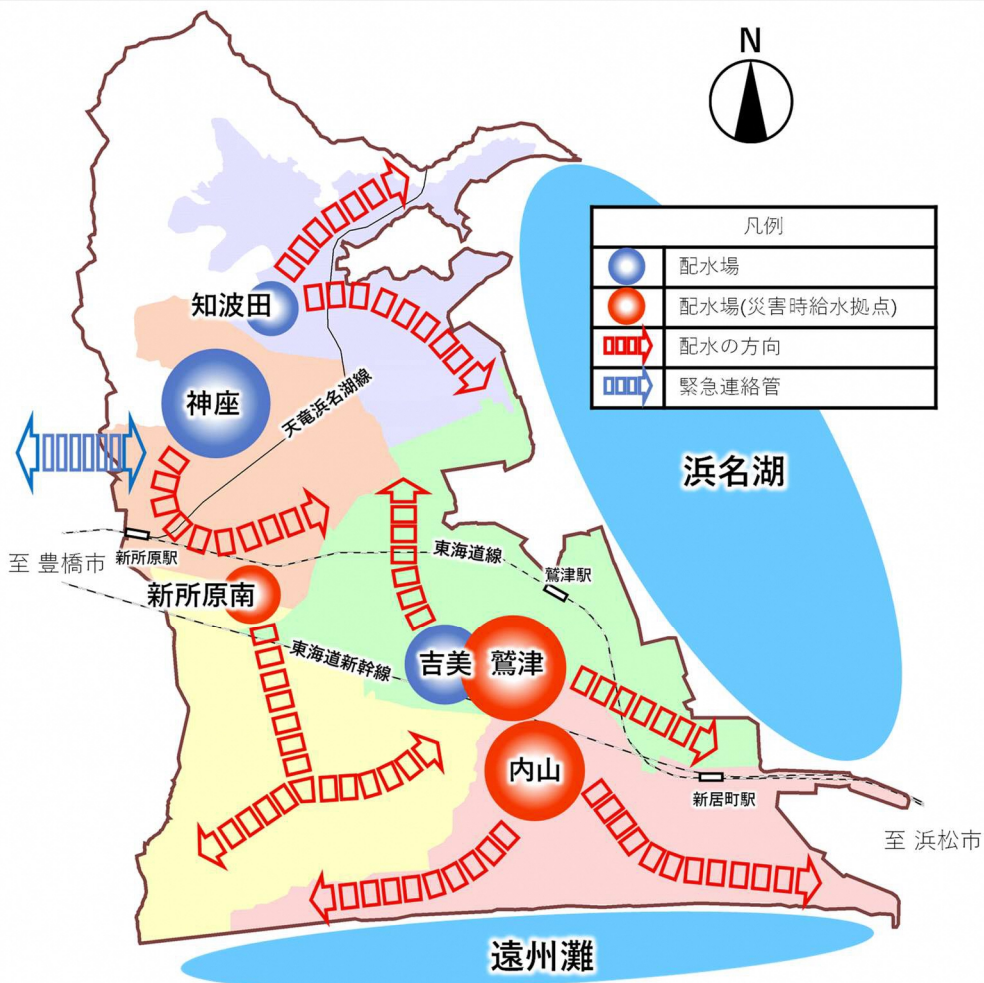 N
凡例
配水場
配水場(災害時給水拠点)
配水の方向
緊急連絡管
知波田
神座
天竜浜名湖線
浜名湖
至 豊橋市
新所原駅
東海道線
鷲津駅
新所原南
東海道新幹線
吉美
鷲津
内山
新居町駅
至 浜松市
遠州灘